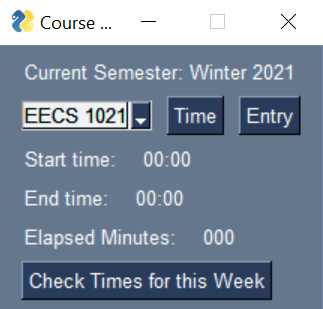 Course ...
Current Semester: Winter 2021
EECS 1021 Time Entry
Start time: 00:00
End time: 00:00
Elapsed Minutes: 000
Check Times for this Week